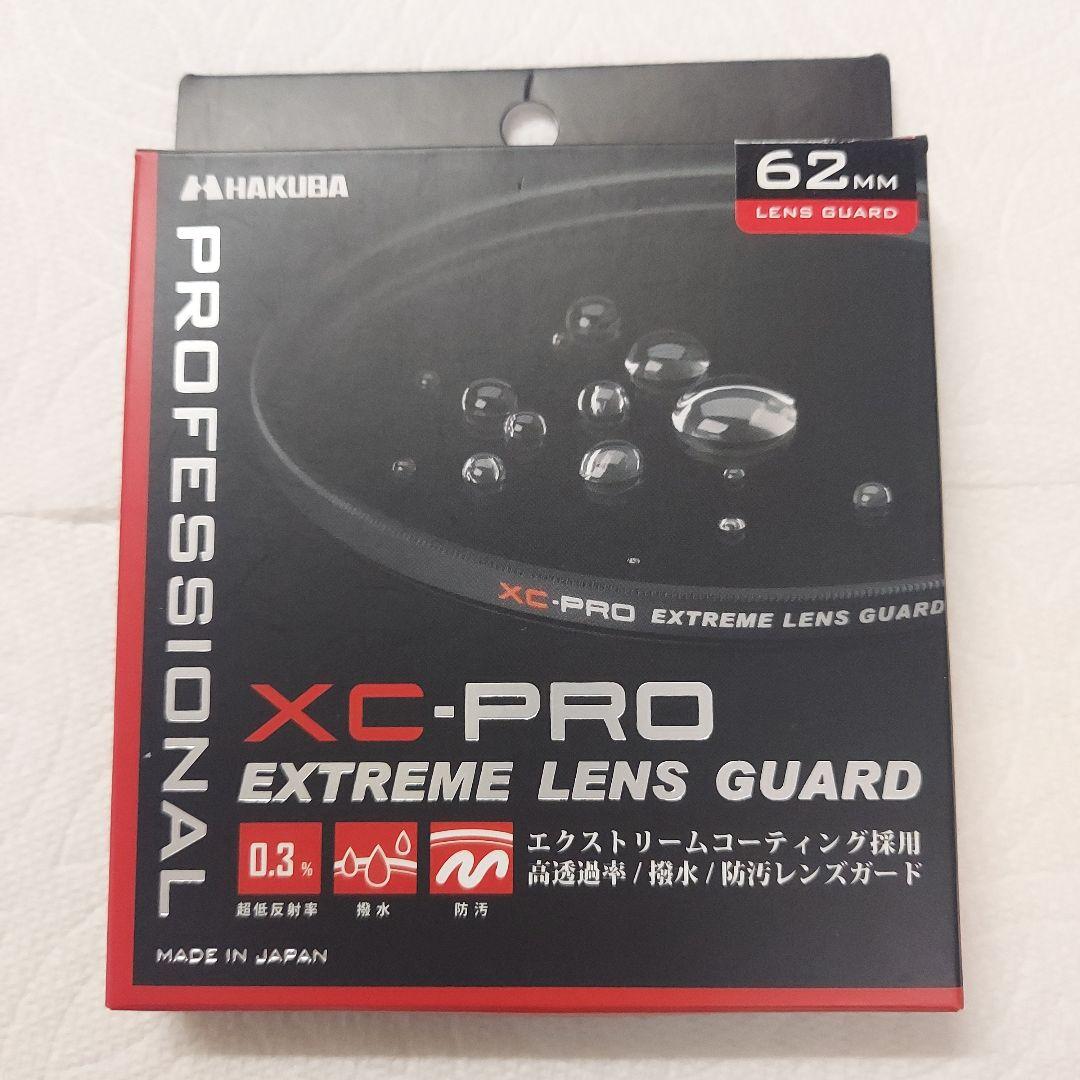 HAKUBA
62MM
LENS GUARD
PROFESSIONAL
XC-PRO EXTREME LENS GUARD
XC-PRO
EXTREME LENS GUARD
0.3%
超低反射率
撥水
防汚
エクストリームコーティング採用
高透過率/撥水/防汚レンズガード
MADE IN JAPAN